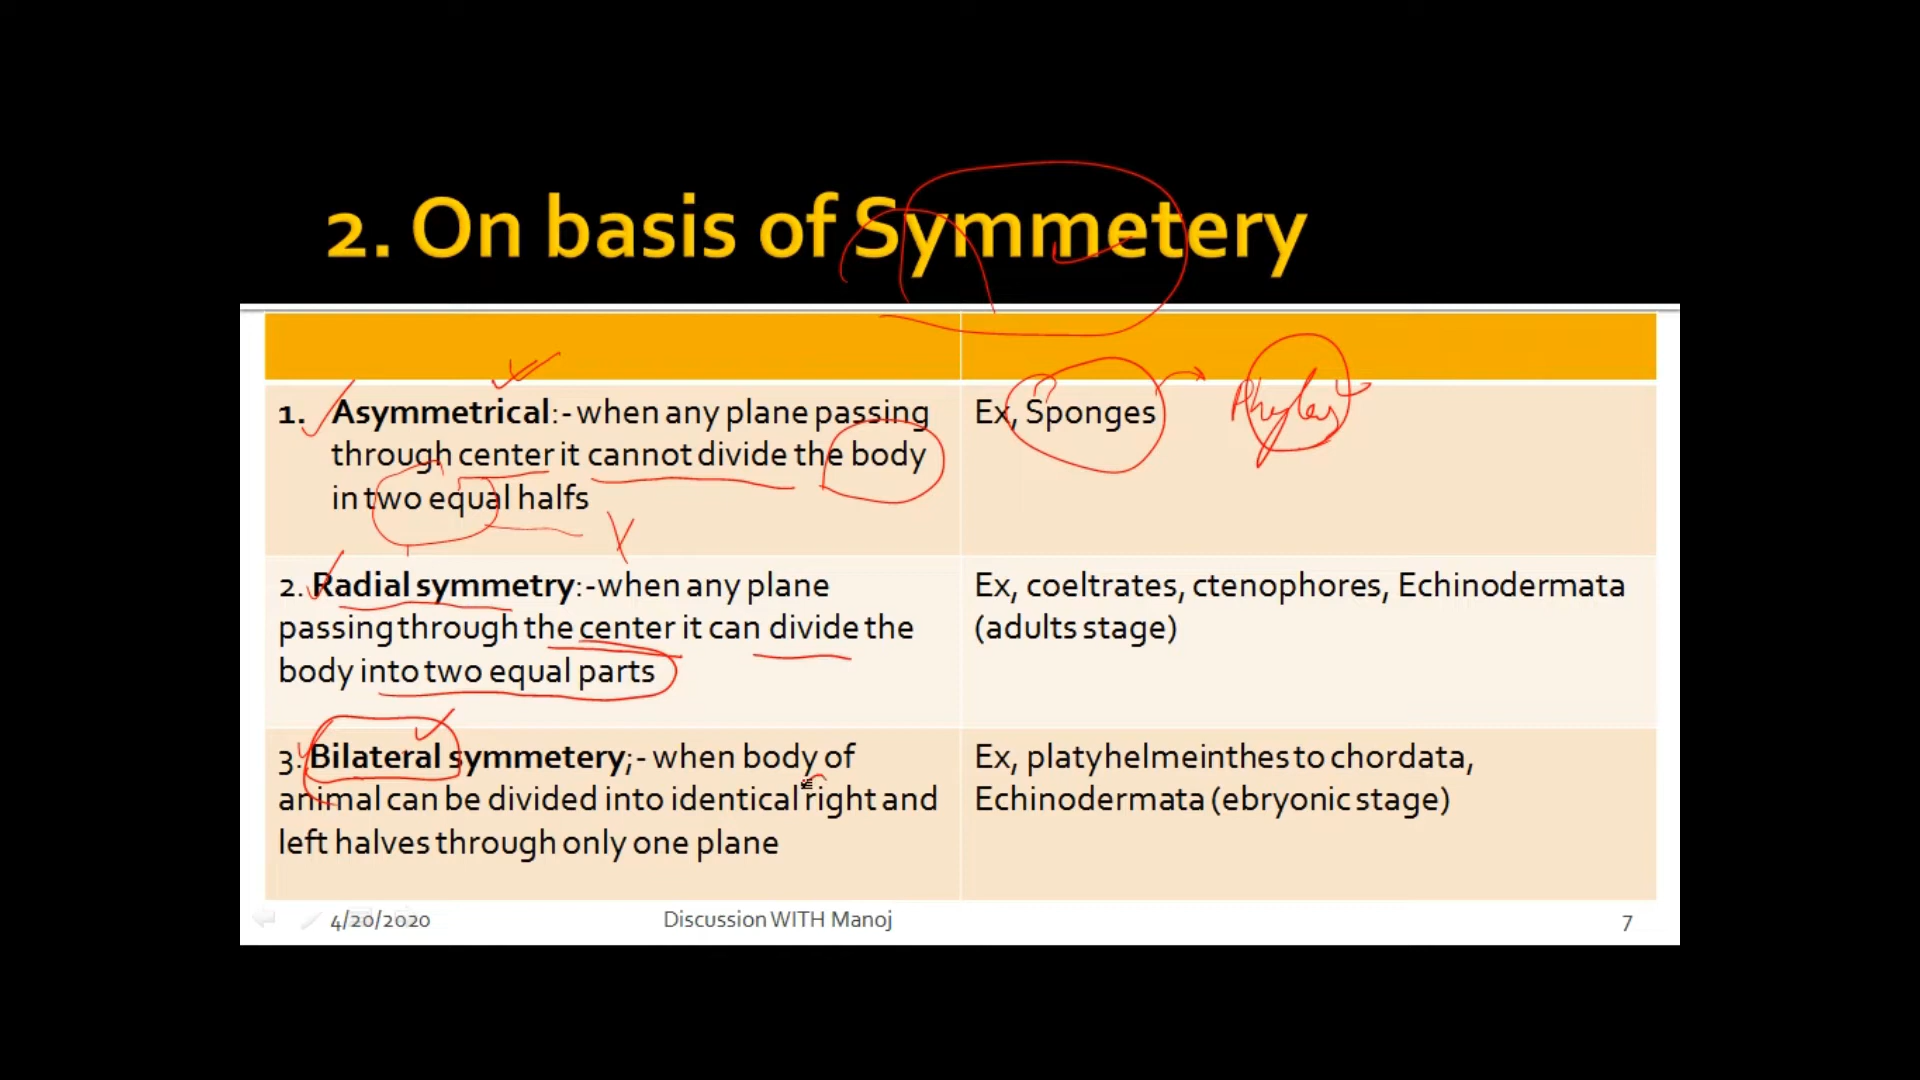 2. On basis of Symmetery
1. Asymmetrical:- when any plane passing
through center it cannot divide the body
in two equal halfs
Ex, Sponges
2. Radial symmetry:-when any plane
passing through the center it can divide the
body into two equal parts
Ex, coeltrates, ctenophores, Echinodermata
(adults stage)
3. Bilateral symmetery;- when body of
animal can be divided into identical right and
left halves through only one plane
Ex, platyhelmeinthes to chordata,
Echinodermata (ebryonic stage)
4/20/2020
Discussion WITH Manoj
7